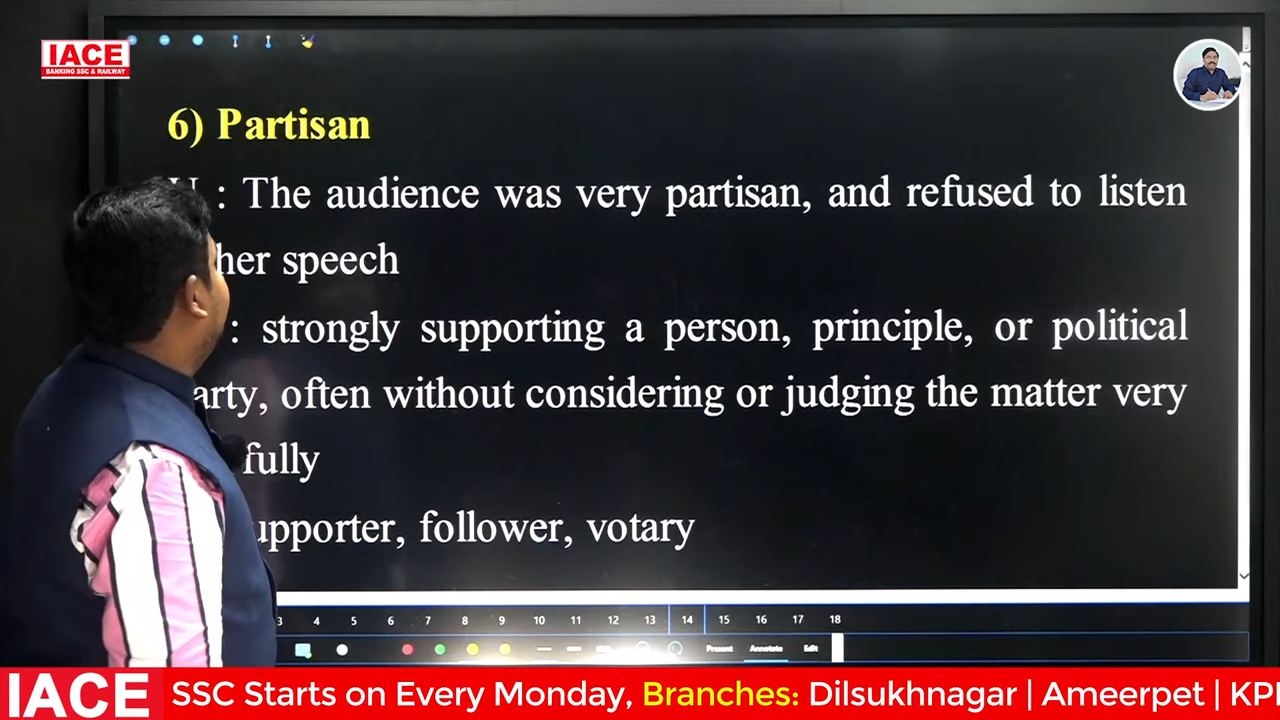 IACE
BANKING SSC & RAILWAY
6) Partisan
: The audience was very partisan, and refused to listen
her speech
: strongly supporting a person, principle, or political
arty, often without considering or judging the matter very
fully
upporter, follower, votary
3 4 5 6 7 8 9 10 11 12 13 14 15 16 17 18
Present Annotate Edit
IACE SSC Starts on Every Monday, Branches: Dilsukhnagar | Ameerpet |